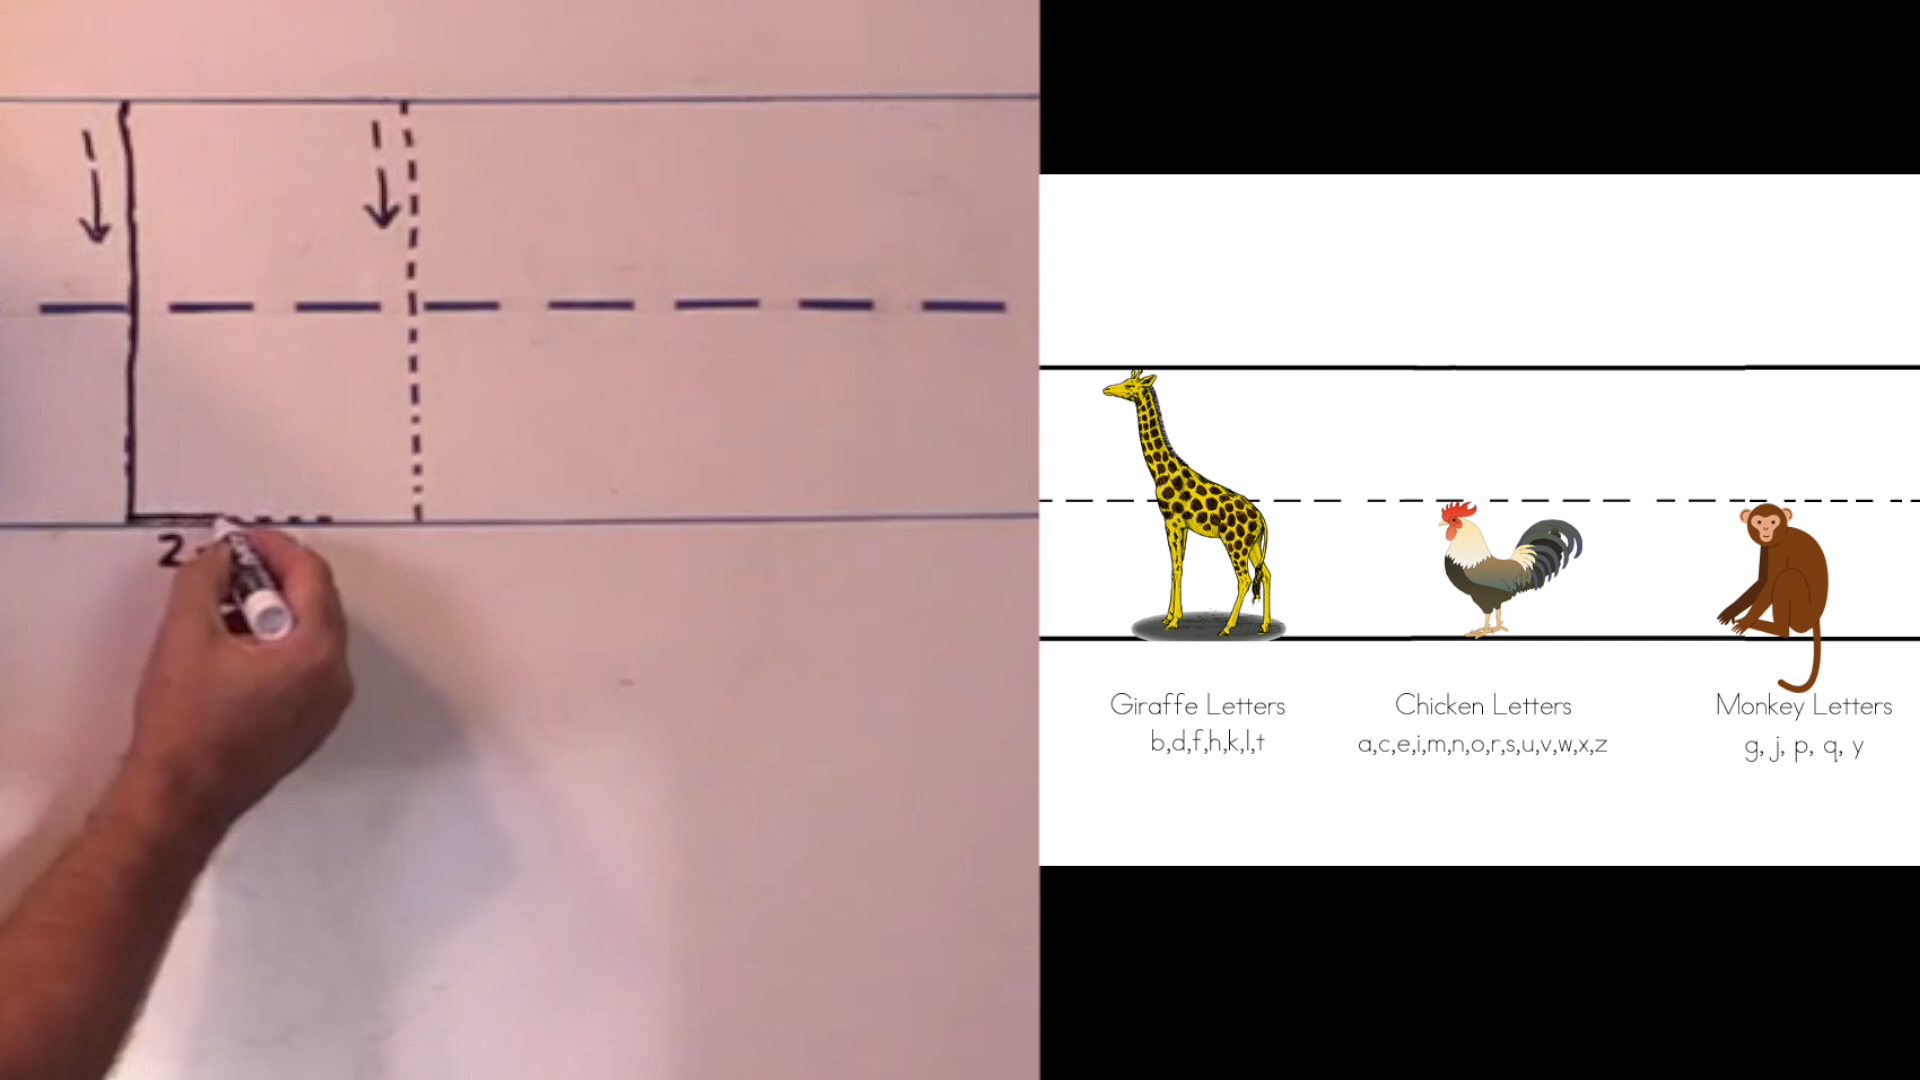 2
Giraffe Letters
b,d,f,h,k,l,t
Chicken Letters
a,c,e,i,m,n,o,r,s,u,v,w,x,z
Monkey Letters
g, j, p, q, y